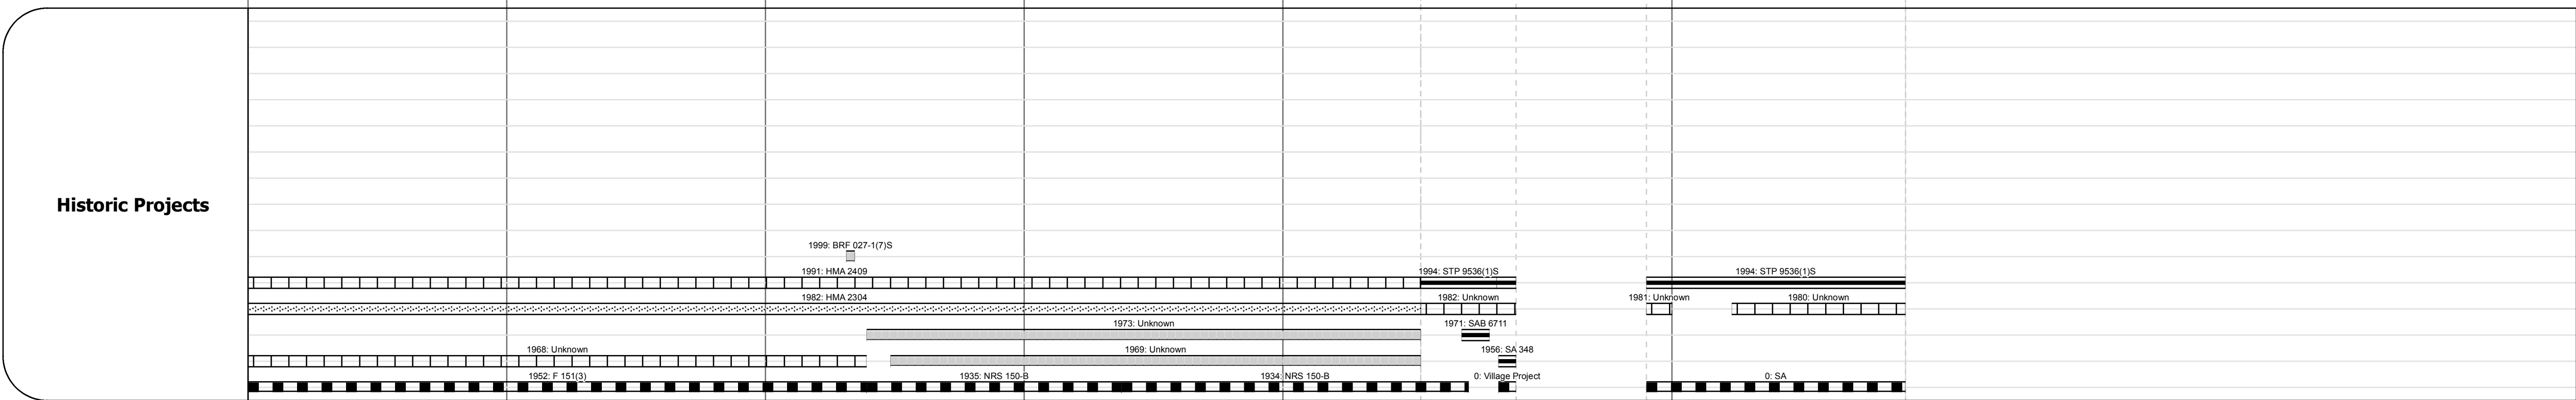 Historic Projects
1999: BRF 027-1(7)S
1991: HMA 2409
1994: STP 9536(1)S
1994: STP 9536(1)S
1982: HMA 2304
1982: Unknown
1981: Unknown
1980: Unknown
1973: Unknown
1971: SAB 6711
1968: Unknown
1969: Unknown
1956: SA 348
1952: F 151(3)
1935: NRS 150-B
1934: NRS 150-B
0: Village Project
0: SA